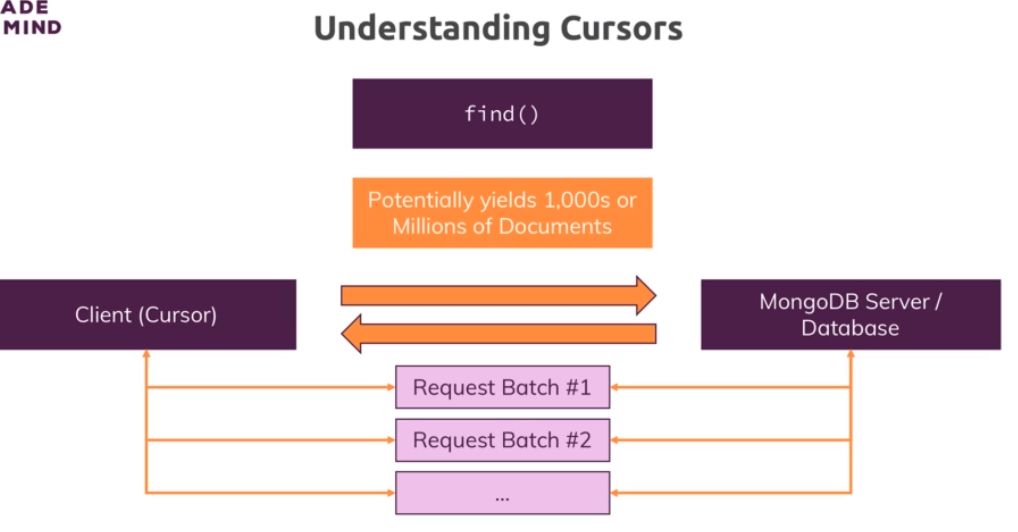 ADE
MIND
Understanding Cursors
find()
Potentially yields 1,000s or
Millions of Documents
Client (Cursor)
MongoDB Server /
Database
Request Batch #1
Request Batch #2
...